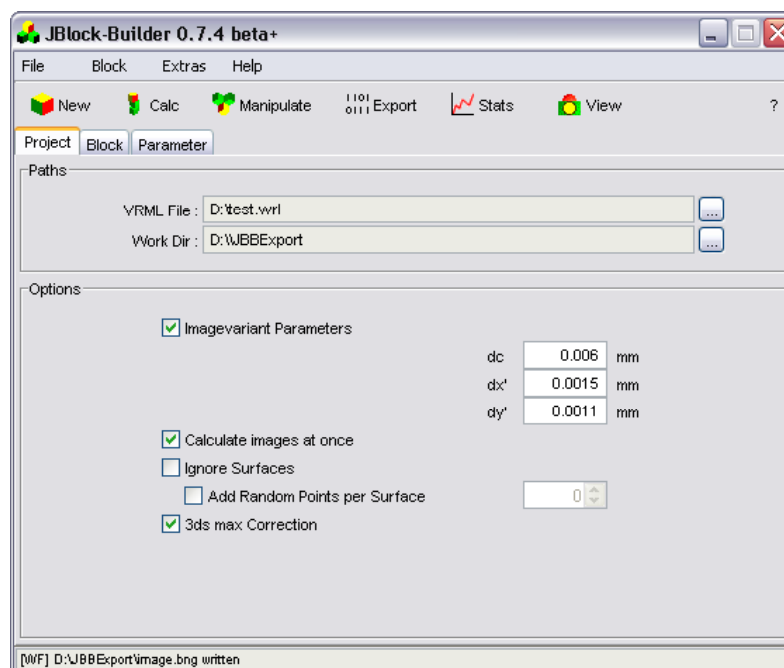 JBlock-Builder 0.7.4 beta+
File Block Extras Help
New Calc Manipulate 1101 0111 Export Stats View ?
Project Block Parameter
Paths
VRML File : D:\test.wrl ...
Work Dir : D:\JBBExport ...
Options
Imagevariant Parameters
dc 0.006 mm
dx' 0.0015 mm
dy' 0.0011 mm
Calculate images at once
Ignore Surfaces
Add Random Points per Surface 0
3ds max Correction
[WF] D:\JBBExport\image.bng written